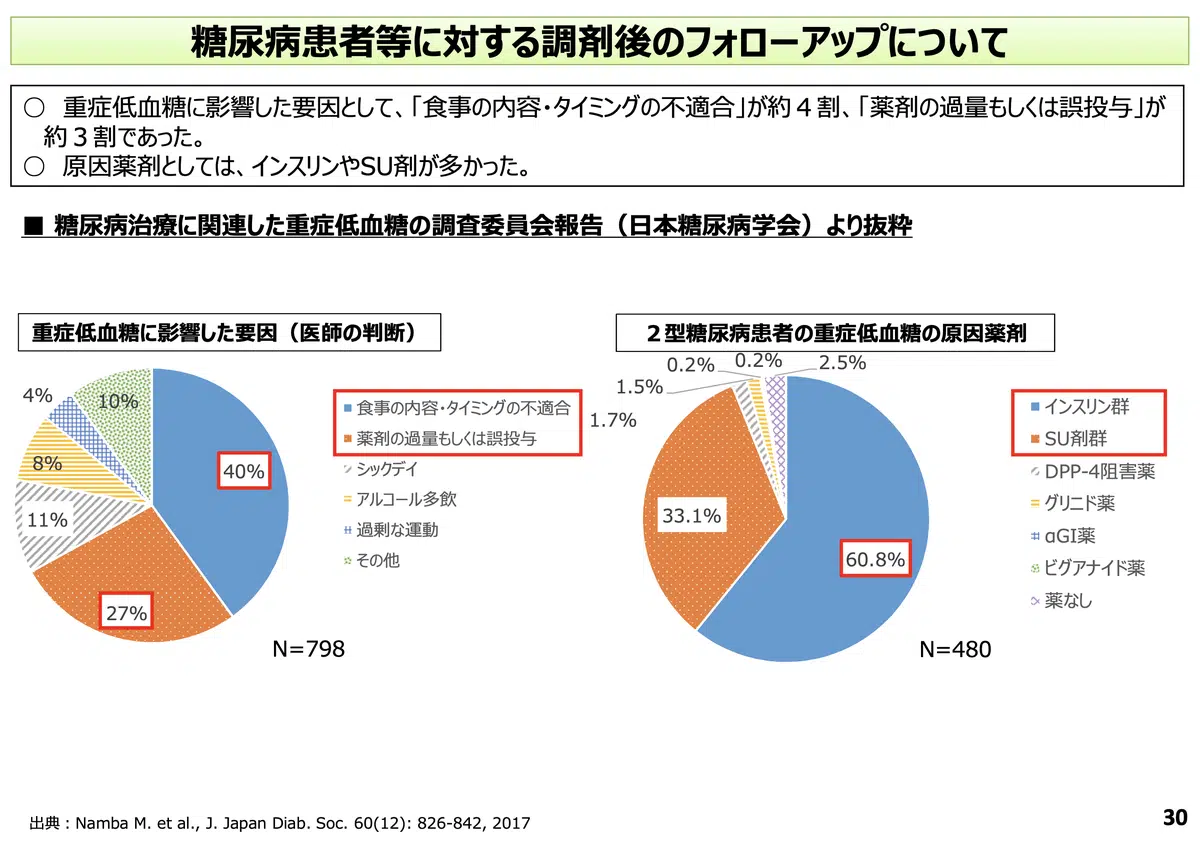 糖尿病患者等に対する調剤後のフォローアップについて
○ 重症低血糖に影響した要因として、「食事の内容・タイミングの不適合」が約４割、「薬剤の過量もしくは誤投与」が
約３割であった。
○ 原因薬剤としては、インスリンやSU剤が多かった。
■ 糖尿病治療に関連した重症低血糖の調査委員会報告（日本糖尿病学会）より抜粋
重症低血糖に影響した要因（医師の判断）
40%
27%
11%
8%
4%
10%
食事の内容・タイミングの不適合
薬剤の過量もしくは誤投与
シックデイ
アルコール多飲
過剰な運動
その他
N=798
２型糖尿病患者の重症低血糖の原因薬剤
0.2%
0.2%
2.5%
1.5%
1.7%
33.1%
60.8%
インスリン群
SU剤群
DPP-4阻害薬
グリニド薬
αGI薬
ビグアナイド薬
薬なし
N=480
出典：Namba M. et al., J. Japan Diab. Soc. 60(12): 826-842, 2017
30